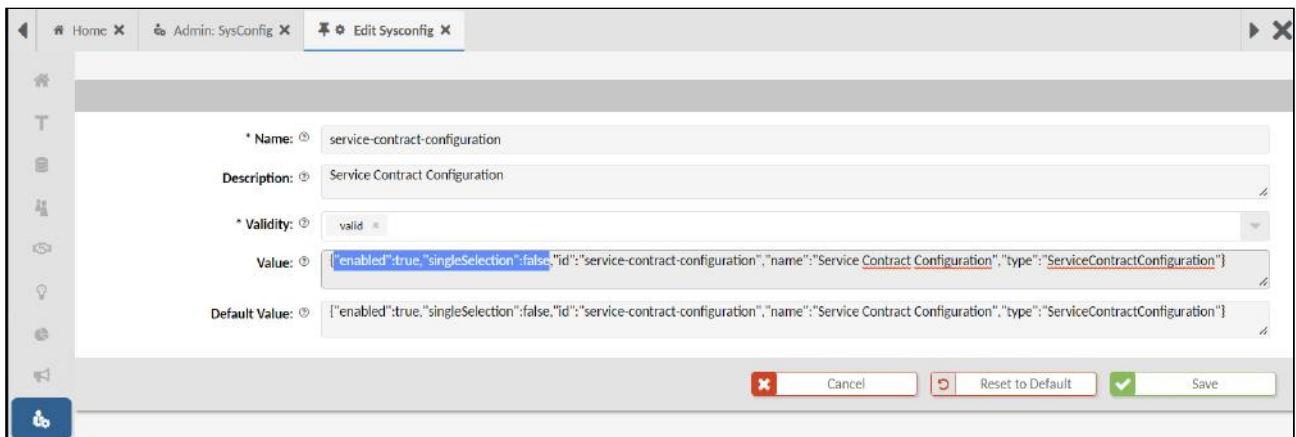 Home Admin: SysConfig Edit Sysconfig
* Name: service-contract-configuration
Description: Service Contract Configuration
* Validity: valid
Value: {"enabled":true,"singleSelection":false,"id":"service-contract-configuration","name":"Service Contract Configuration","type":"ServiceContractConfiguration"}
Default Value: {"enabled":true,"singleSelection":false,"id":"service-contract-configuration","name":"Service Contract Configuration","type":"ServiceContractConfiguration"}
Cancel Reset to Default Save